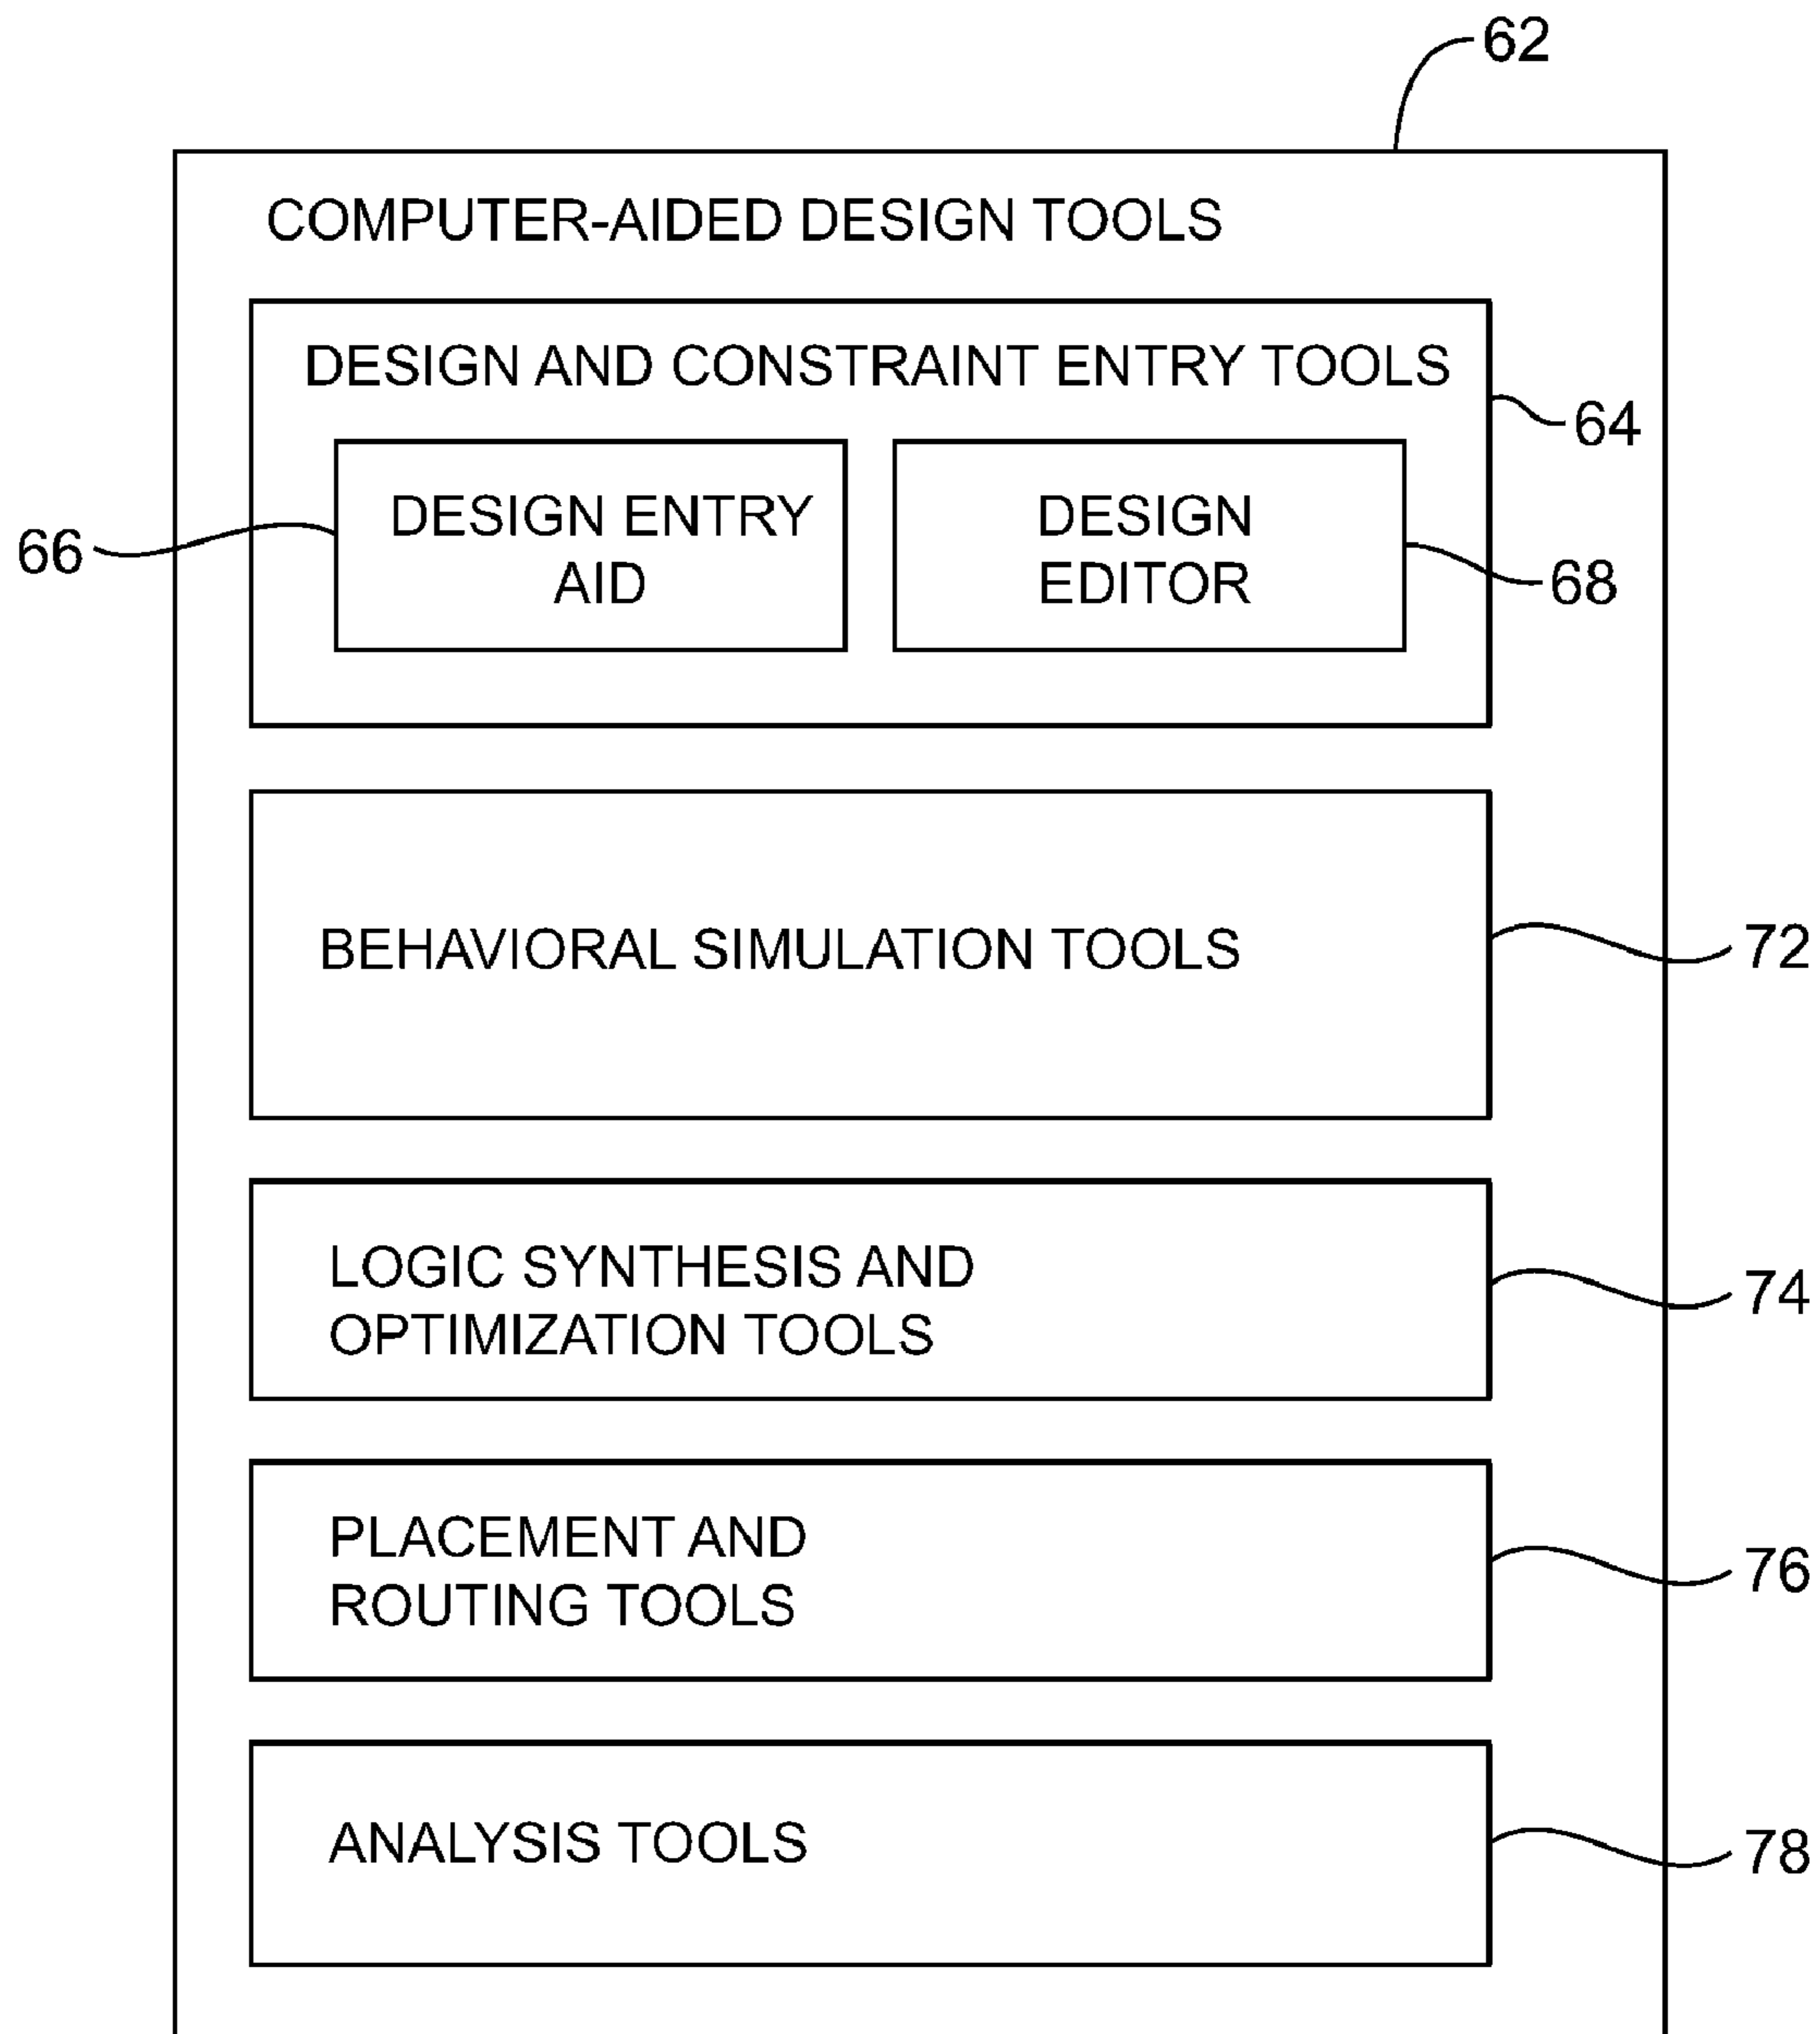 62
COMPUTER-AIDED DESIGN TOOLS
DESIGN AND CONSTRAINT ENTRY TOOLS
64
DESIGN ENTRY
AID
66
DESIGN
EDITOR
68
BEHAVIORAL SIMULATION TOOLS
72
LOGIC SYNTHESIS AND
OPTIMIZATION TOOLS
74
PLACEMENT AND
ROUTING TOOLS
76
ANALYSIS TOOLS
78